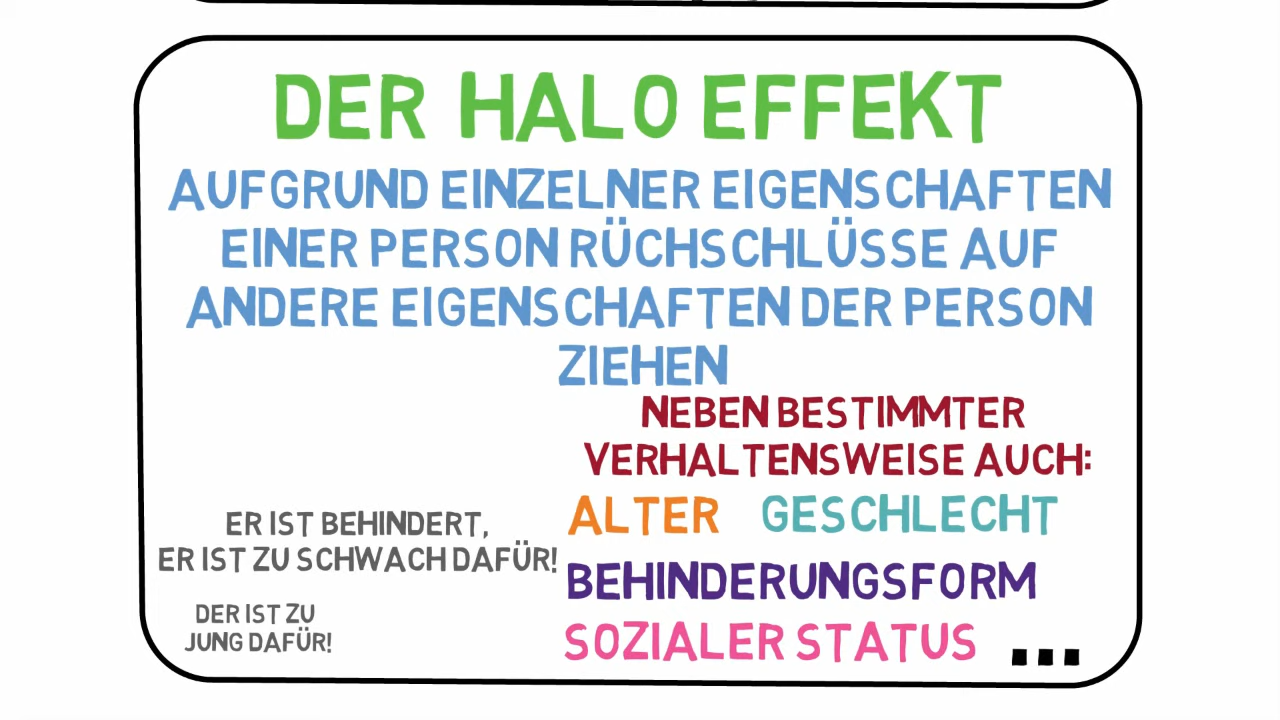 DER HALO EFFEKT
AUFGRUND EINZELNER EIGENSCHAFTEN
EINER PERSON RÜCHSCHLÜSSE AUF
ANDERE EIGENSCHAFTEN DER PERSON
ZIEHEN
NEBEN BESTIMMTER
VERHALTENSWEISE AUCH:
ALTER GESCHLECHT
BEHINDERUNGSFORM
SOZIALER STATUS ...
ER IST BEHINDERT,
ER IST ZU SCHWACH DAFÜR!
DER IST ZU
JUNG DAFÜR!